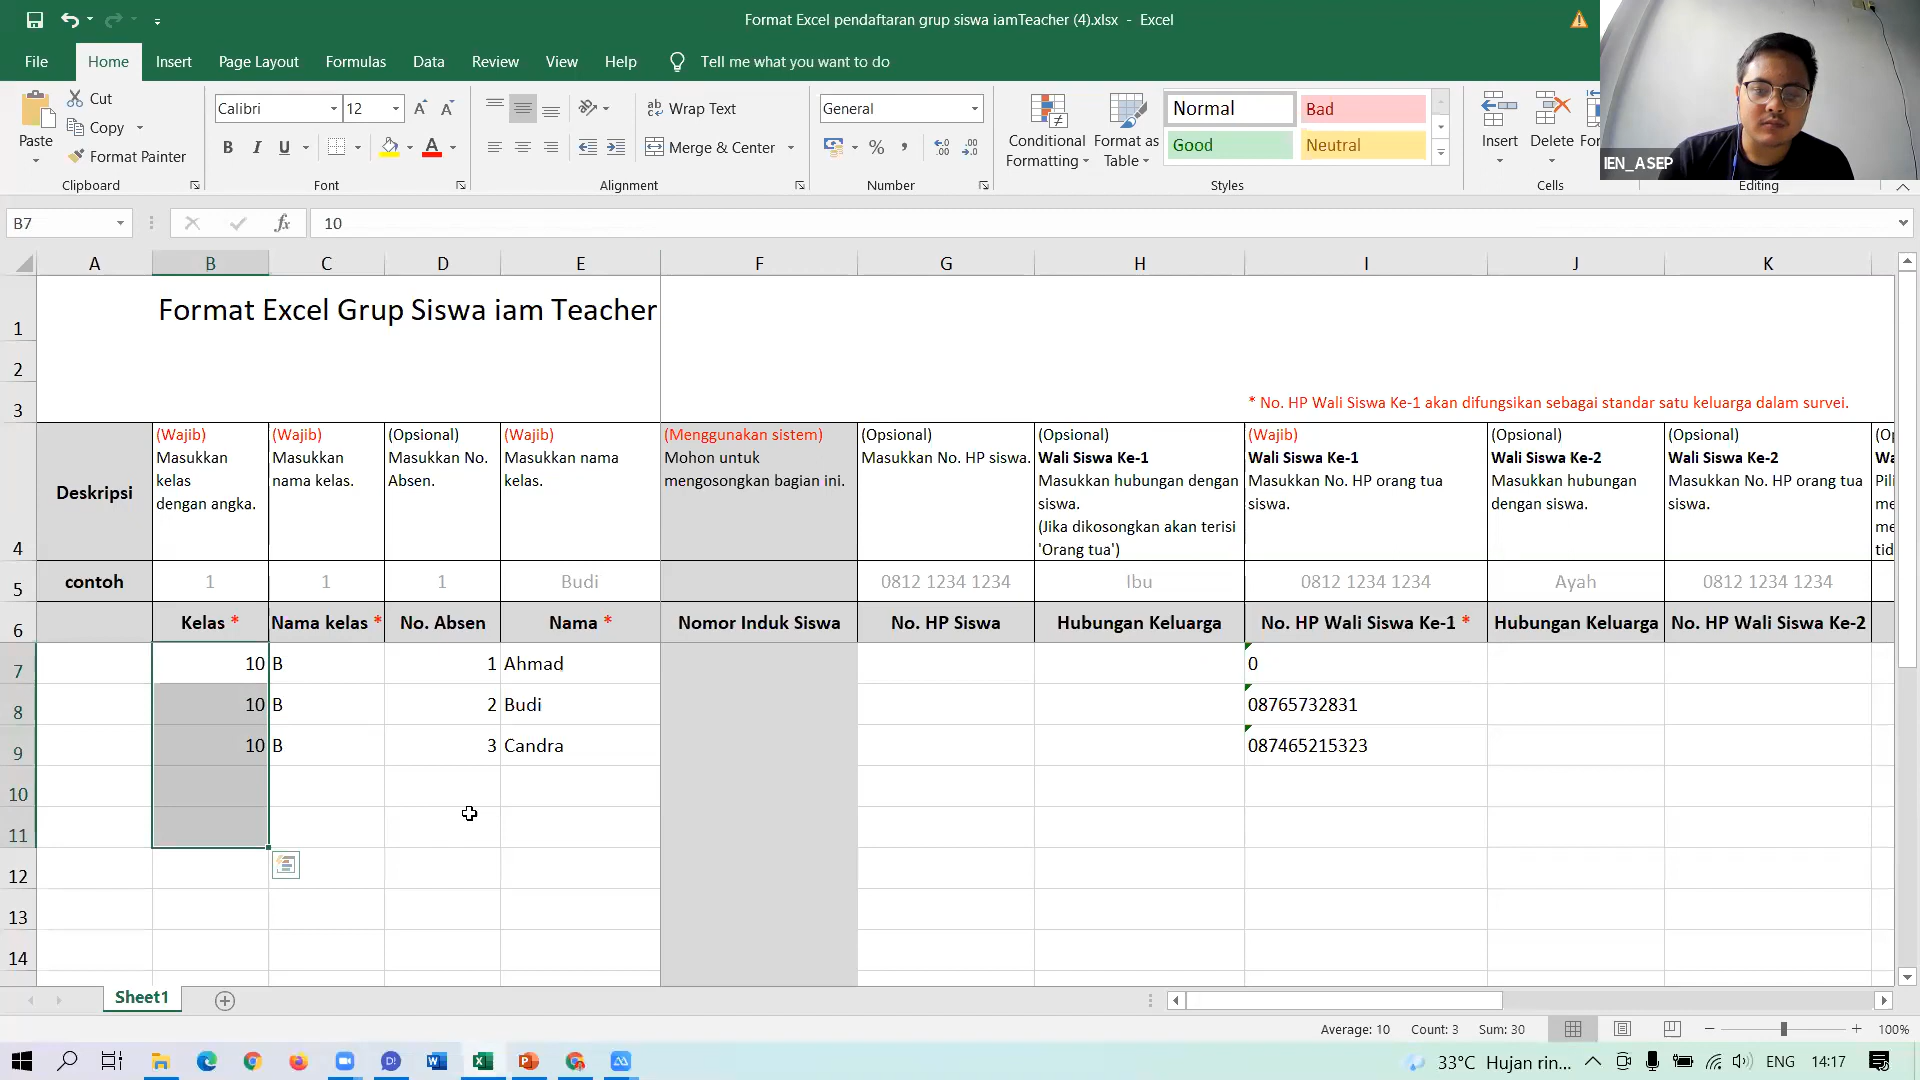 Format Excel pendaftaran grup siswa iamTeacher (4).xlsx - Excel
File Home Insert Page Layout Formulas Data Review View Help Tell me what you want to do
Paste
Cut
Copy
Format Painter
Clipboard
Calibri 12
B I U
Font
Wrap Text
Merge & Center
Alignment
General
Number
Conditional Formatting
Format as Table
Normal Bad
Good Neutral
Styles
Insert Delete
Cells
Editing
IEN_ASEP
B7 fx 10
A B C D E F G H I J K
1 Format Excel Grup Siswa iam Teacher
2
3 * No. HP Wali Siswa Ke-1 akan difungsikan sebagai standar satu keluarga dalam survei.
4
Deskripsi
(Wajib)
Masukkan
kelas
dengan angka.
(Wajib)
Masukkan
nama kelas.
(Opsional)
Masukkan No.
Absen.
(Wajib)
Masukkan nama
kelas.
(Menggunakan sistem)
Mohon untuk
mengosongkan bagian ini.
(Opsional)
Masukkan No. HP siswa.
(Opsional)
Wali Siswa Ke-1
Masukkan hubungan dengan
siswa.
(Jika dikosongkan akan terisi
'Orang tua')
(Wajib)
Wali Siswa Ke-1
Masukkan No. HP orang tua
siswa.
(Opsional)
Wali Siswa Ke-2
Masukkan hubungan
dengan siswa.
(Opsional)
Wali Siswa Ke-2
Masukkan No. HP orang tua
siswa.
5 contoh 1 1 1 Budi 0812 1234 1234 Ibu 0812 1234 1234 Ayah 0812 1234 1234
6 Kelas * Nama kelas * No. Absen Nama * Nomor Induk Siswa No. HP Siswa Hubungan Keluarga No. HP Wali Siswa Ke-1 * Hubungan Keluarga No. HP Wali Siswa Ke-2
7 10 B 1 Ahmad 0
8 10 B 2 Budi 08765732831
9 10 B 3 Candra 087465215323
10
11
12
13
14
Sheet1
Average: 10 Count: 3 Sum: 30 100%
33°C Hujan rin... ENG 14:17